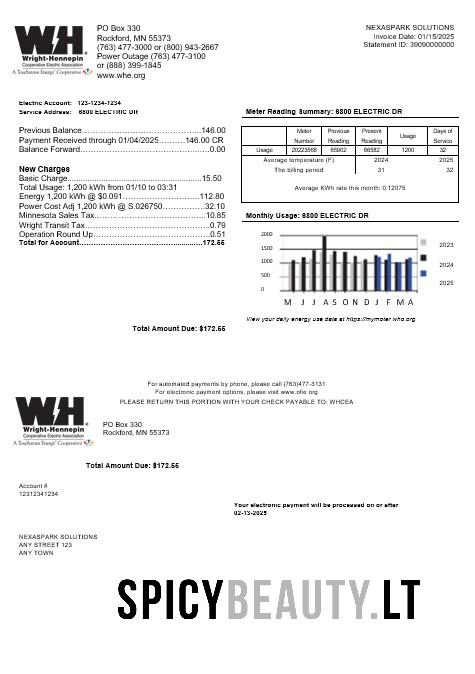 WH
Wright-Hennepin
Cooperative Electric Association
A Touchstone Energy® Cooperative
PO Box 330
Rockford, MN 55373
(763) 477-3000 or (800) 943-2667
Power Outage (763) 477-3100
or (888) 399-1845
www.whe.org
NEXASPARK SOLUTIONS
Invoice Date: 01/15/2025
Statement ID: 39090000000
Electric Account: 123-1234-1234
Service Address: 6800 ELECTRIC DR
Previous Balance...146.00
Payment Received through 01/04/2025...146.00 CR
Balance Forward...0.00
New Charges
Basic Charge...15.50
Total Usage: 1,200 kWh from 01/10 to 03:31
Energy 1,200 kWh @ $0.091...112.80
Power Cost Adj 1,200 kWh @ S.026750...32.10
Minnesota Sales Tax...10.85
Wright Transit Tax...0.79
Operation Round Up...0.51
Total for Account...172.55
Total Amount Due: $172.55
Meter Reading Summary: 6800 ELECTRIC DR
Meter Number Previous Reading Present Reading Usage Days of Service
Usage 20223568 65902 66582 1200 32
Average temperature (F) 2024 2025
The billing period 31 32
Average KWh rate this month: 0.12075
Monthly Usage: 6800 ELECTRIC DR
2000
1500
1000
500
0
M J J A S O N D J F M A
2023
2024
2025
View your daily energy use data at https://mymeter.who.org
For automated payments by phone, please call (763)477-3131
For electronic payment options, please visit www.olie.org
PLEASE RETURN THIS PORTION WITH YOUR CHECK PAYABLE TO: WHCEA
WH
Wright-Hennepin
Cooperative Electric Association
A Touchstone Energy® Cooperative
PO Box 330
Rockford, MN 55373
Total Amount Due: $172.55
Account #
12312341234
Your electronic payment will be processed on or after
02-13-2025
NEXASPARK SOLUTIONS
ANY STREET 123
ANY TOWN
SPICYBEAUTY.LT